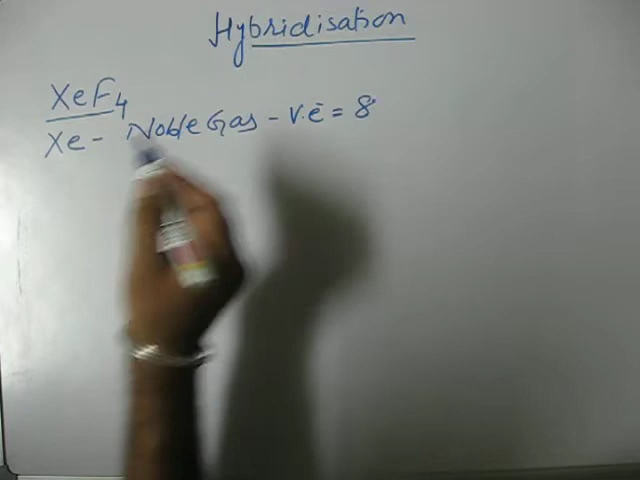 Hybridisation
XeF4
Xe - Noble Gas - V.e⁻ = 8